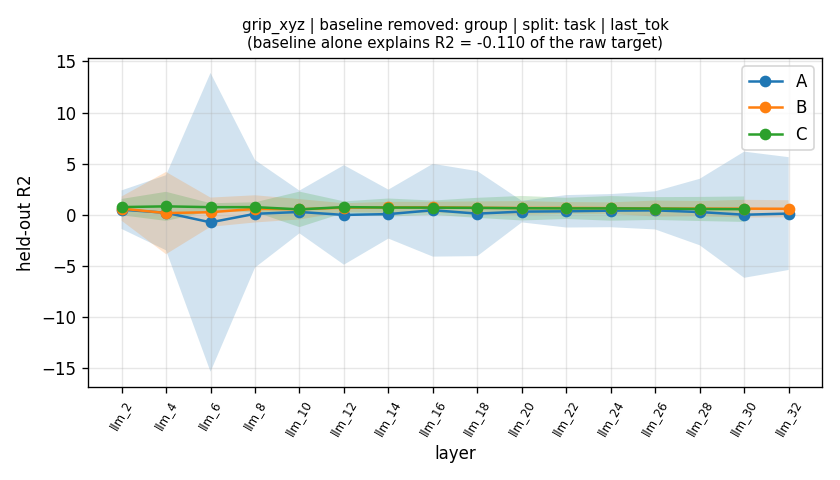 grip_xyz | baseline removed: group | split: task | last_tok
(baseline alone explains R2 = -0.110 of the raw target)
15
10
5
0
−5
−10
−15
held-out R2
A
B
C
llm_2
llm_4
llm_6
llm_8
llm_10
llm_12
llm_14
llm_16
llm_18
llm_20
llm_22
llm_24
llm_26
llm_28
llm_30
llm_32
layer